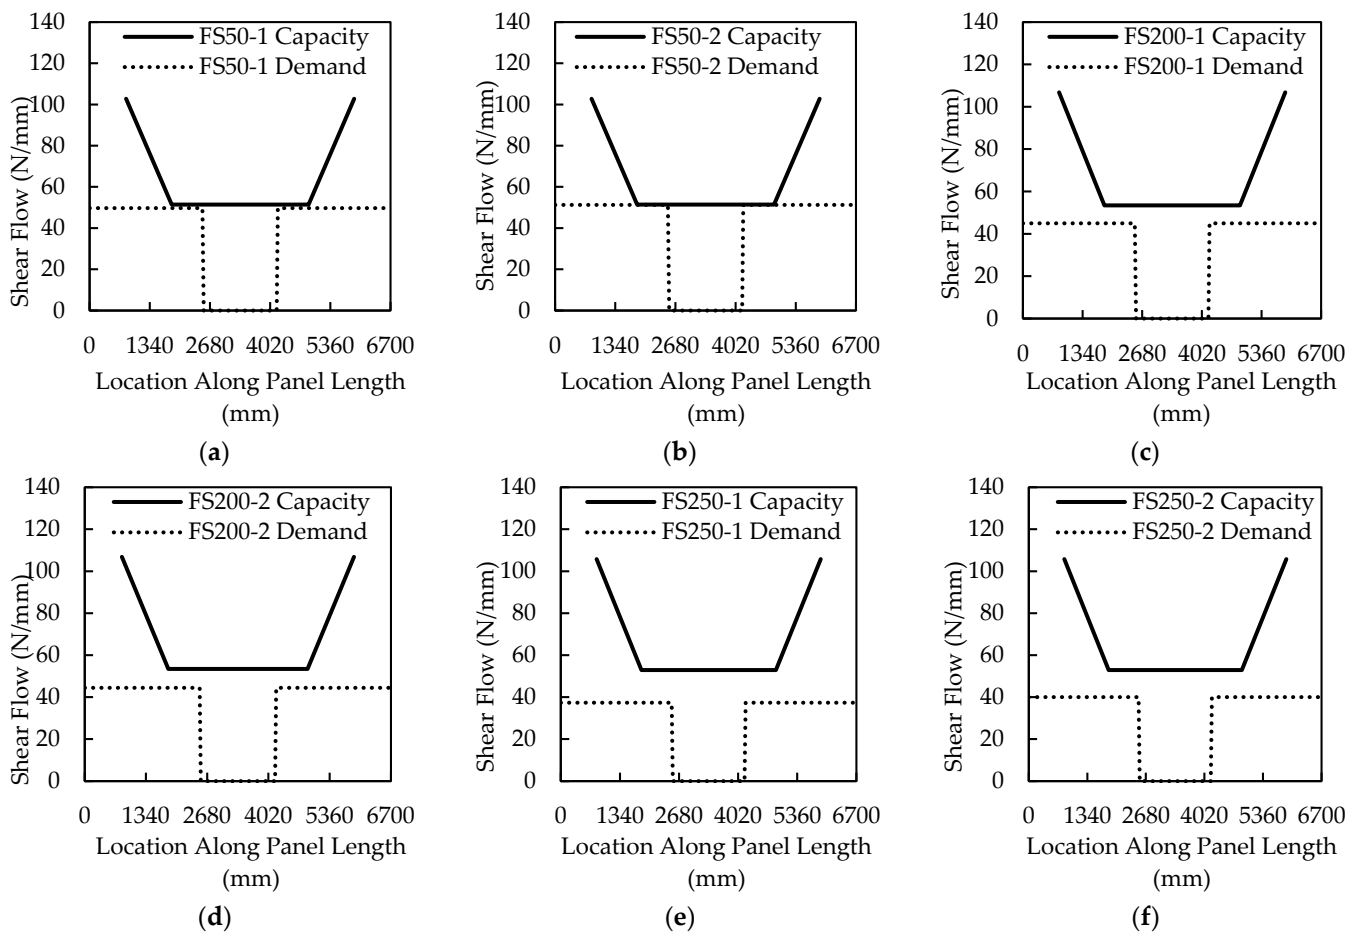 140
120
100
80
60
40
20
0
Shear Flow (N/mm)
FS50-1 Capacity
FS50-1 Demand
0 1340 2680 4020 5360 6700
Location Along Panel Length
(mm)
(a)
140
120
100
80
60
40
20
0
Shear Flow (N/mm)
FS50-2 Capacity
FS50-2 Demand
0 1340 2680 4020 5360 6700
Location Along Panel Length
(mm)
(b)
140
120
100
80
60
40
20
0
Shear Flow (N/mm)
FS200-1 Capacity
FS200-1 Demand
0 1340 2680 4020 5360 6700
Location Along Panel Length
(mm)
(c)
140
120
100
80
60
40
20
0
Shear Flow (N/mm)
FS200-2 Capacity
FS200-2 Demand
0 1340 2680 4020 5360 6700
Location Along Panel Length
(mm)
(d)
140
120
100
80
60
40
20
0
Shear Flow (N/mm)
FS250-1 Capacity
FS250-1 Demand
0 1340 2680 4020 5360 6700
Location Along Panel Length
(mm)
(e)
140
120
100
80
60
40
20
0
Shear Flow (N/mm)
FS250-2 Capacity
FS250-2 Demand
0 1340 2680 4020 5360 6700
Location Along Panel Length
(mm)
(f)